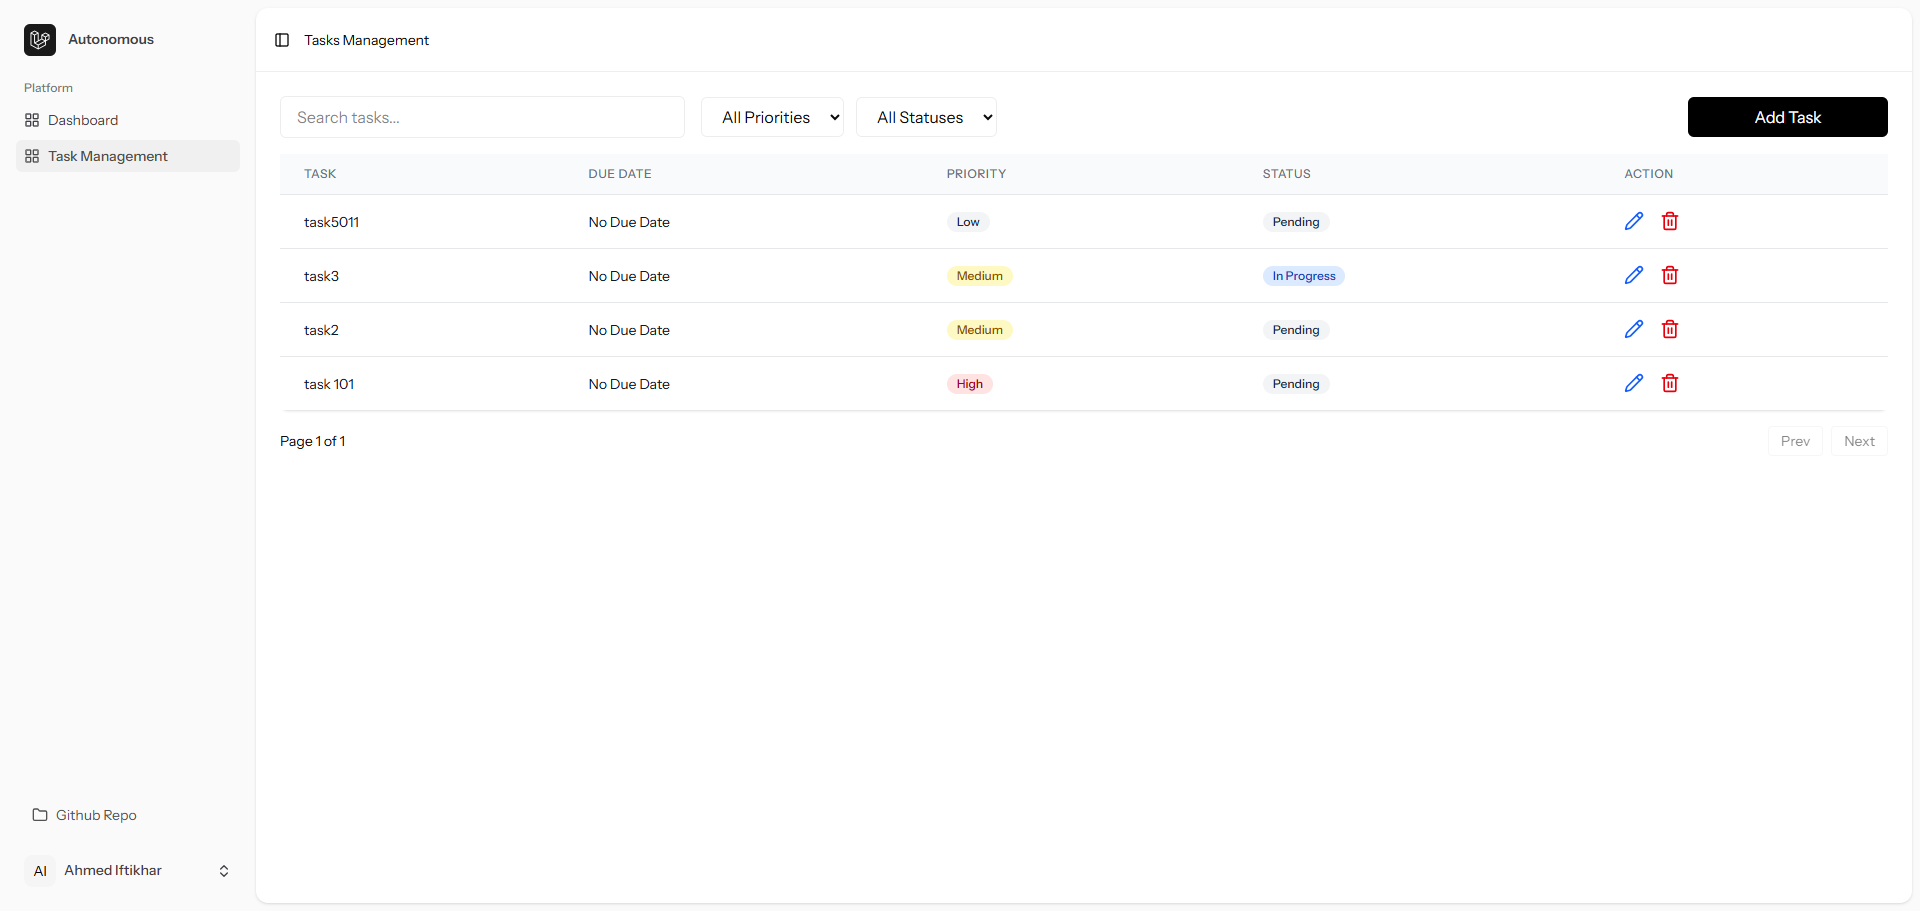 Autonomous
Platform
Dashboard
Task Management
Github Repo
AI Ahmed Iftikhar
Tasks Management
Search tasks... All Priorities All Statuses Add Task
TASK DUE DATE PRIORITY STATUS ACTION
task5011 No Due Date Low Pending
task3 No Due Date Medium In Progress
task2 No Due Date Medium Pending
task 101 No Due Date High Pending
Page 1 of 1 Prev Next